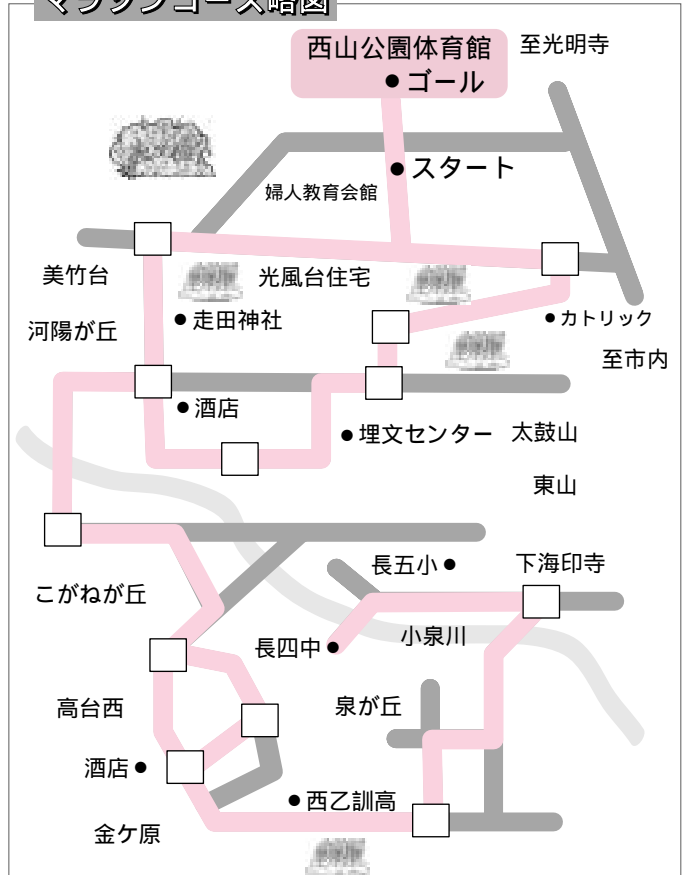 マラソンコース略図
西山公園体育館
ゴール
至光明寺
スタート
婦人教育会館
美竹台
光風台住宅
走田神社
カトリック
河陽が丘
至市内
酒店
埋文センター
太鼓山
東山
長五小
下海印寺
こがねが丘
小泉川
長四中
高台西
泉が丘
酒店
西乙訓高
金ケ原